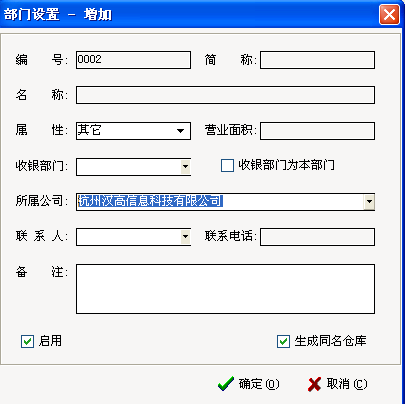 部门设置 - 增加
编 号: 0002 简 称:
名 称:
属 性: 其它 营业面积:
收银部门: 收银部门为本部门
所属公司: 杭州汉高信息科技有限公司
联 系 人: 联系电话:
备 注:
启用 生成同名仓库
确定(O) 取消(C)